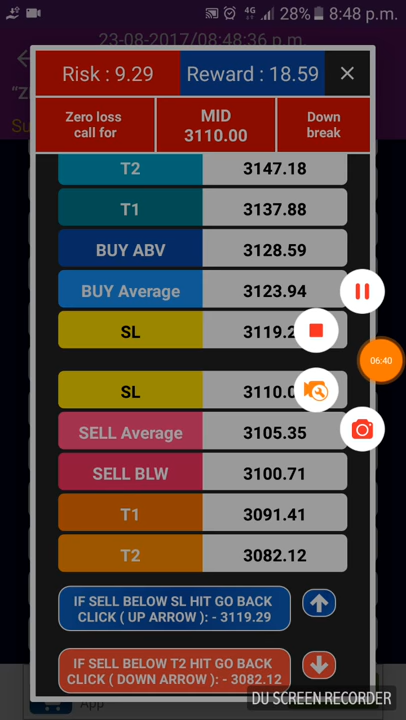 28% 8:48 p.m.
23-08-2017/08:48:36 p.m
Risk : 9.29 Reward : 18.59
Zero loss
call for
MID
3110.00
Down
break
T2 3147.18
T1 3137.88
BUY ABV 3128.59
BUY Average 3123.94
SL 3119.2
06:40
SL 3110.0
SELL Average 3105.35
SELL BLW 3100.71
T1 3091.41
T2 3082.12
IF SELL BELOW SL HIT GO BACK
CLICK ( UP ARROW ): - 3119.29
IF SELL BELOW T2 HIT GO BACK
CLICK ( DOWN ARROW ): - 3082.12
DU SCREEN RECORDER
App